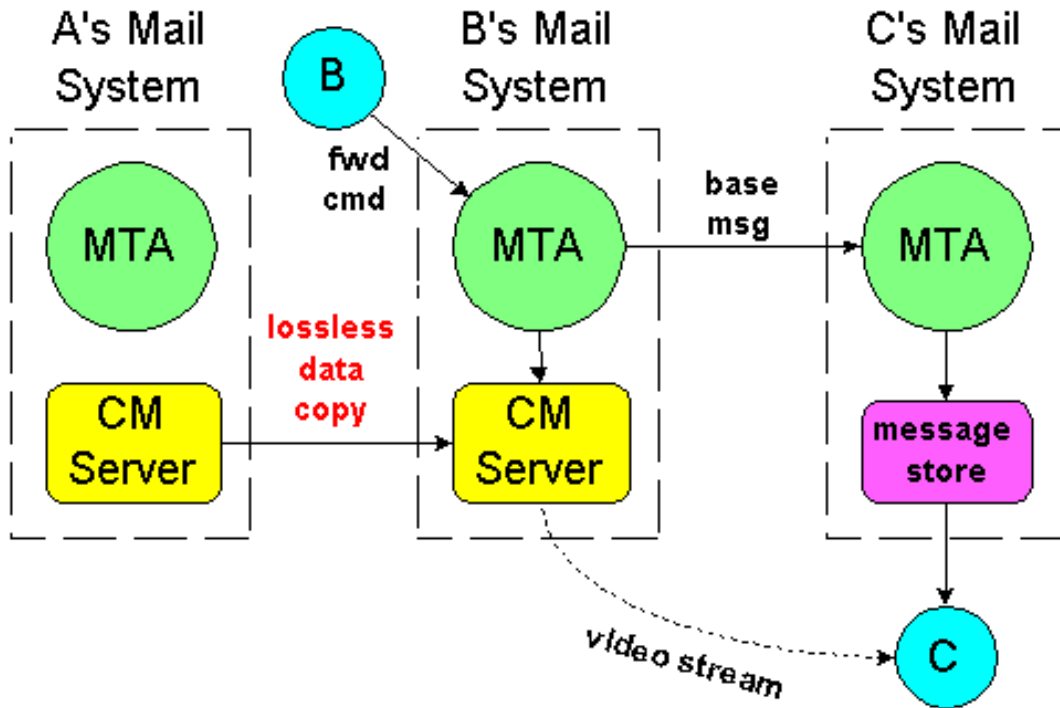 A's Mail
System
B's Mail
System
C's Mail
System
B
fwd
cmd
base
msg
MTA
MTA
MTA
lossless
data
copy
CM
Server
CM
Server
message
store
video stream
C